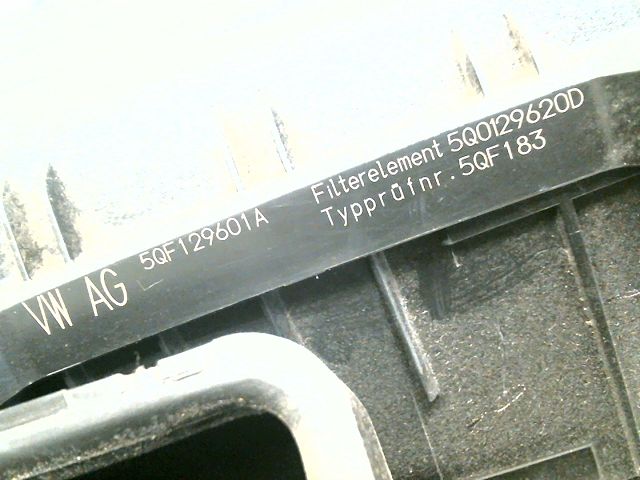 VW AG 5QF129601A
Filterelement 5Q0129620D
Typprüfnr. 5QF183